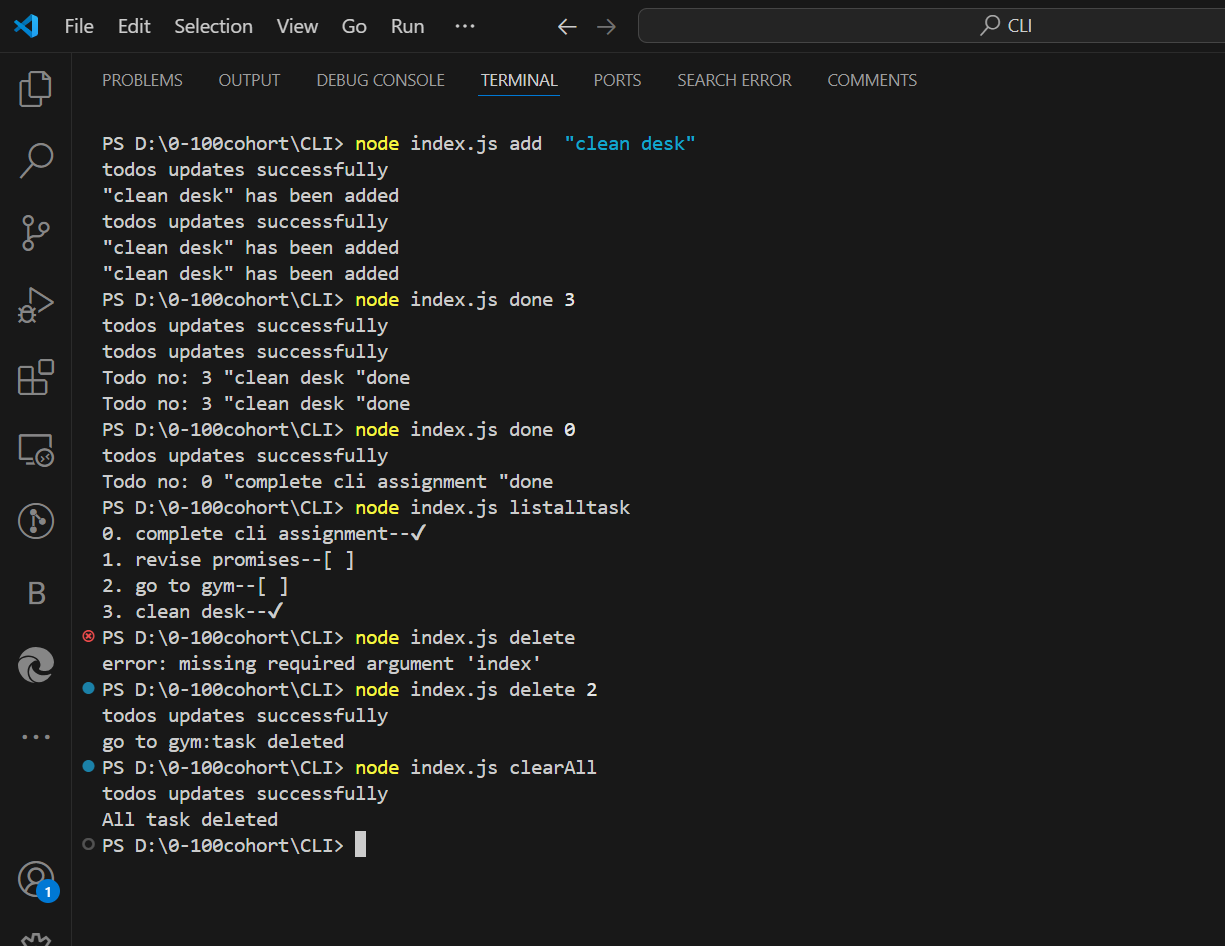 File Edit Selection View Go Run ... ← → CLI
PROBLEMS OUTPUT DEBUG CONSOLE TERMINAL PORTS SEARCH ERROR COMMENTS
PS D:\0-100cohort\CLI> node index.js add  "clean desk"
todos updates successfully
"clean desk" has been added
todos updates successfully
"clean desk" has been added
"clean desk" has been added
PS D:\0-100cohort\CLI> node index.js done 3
todos updates successfully
todos updates successfully
Todo no: 3 "clean desk "done
Todo no: 3 "clean desk "done
PS D:\0-100cohort\CLI> node index.js done 0
todos updates successfully
Todo no: 0 "complete cli assignment "done
PS D:\0-100cohort\CLI> node index.js listalltask
0. complete cli assignment--✓
1. revise promises--[ ]
2. go to gym--[ ]
3. clean desk--✓
PS D:\0-100cohort\CLI> node index.js delete
error: missing required argument 'index'
PS D:\0-100cohort\CLI> node index.js delete 2
todos updates successfully
go to gym:task deleted
PS D:\0-100cohort\CLI> node index.js clearAll
todos updates successfully
All task deleted
PS D:\0-100cohort\CLI>
B
1